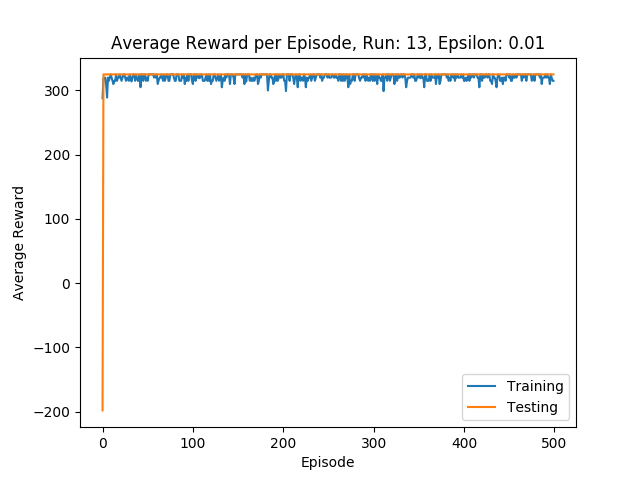 Average Reward per Episode, Run: 13, Epsilon: 0.01
Average Reward
300
200
100
0
−100
−200
0
100
200
300
400
500
Episode
Training
Testing